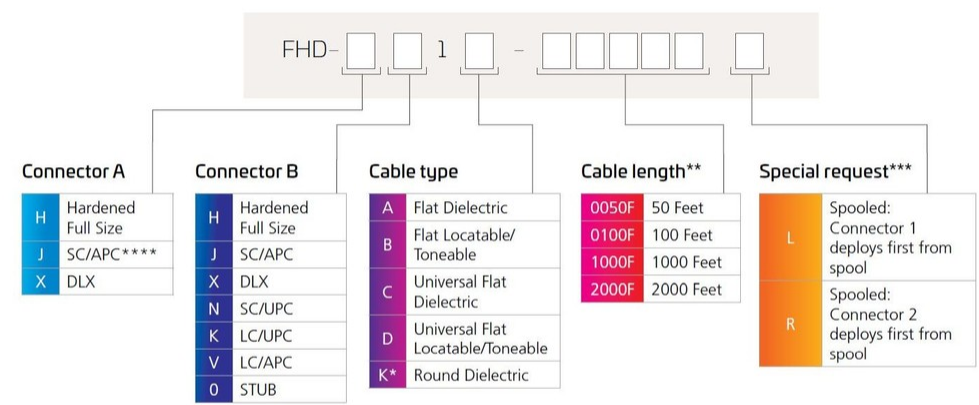 FHD- 1 -
Connector A
H Hardened
Full Size
J SC/APC****
X DLX
Connector B
H Hardened
Full Size
J SC/APC
X DLX
N SC/UPC
K LC/UPC
V LC/APC
0 STUB
Cable type
A Flat Dielectric
B Flat Locatable/
Toneable
C Universal Flat
Dielectric
D Universal Flat
Locatable/Toneable
K* Round Dielectric
Cable length**
0050F 50 Feet
0100F 100 Feet
1000F 1000 Feet
2000F 2000 Feet
Special request***
L Spooled:
Connector 1
deploys first from
spool
R Spooled:
Connector 2
deploys first from
spool